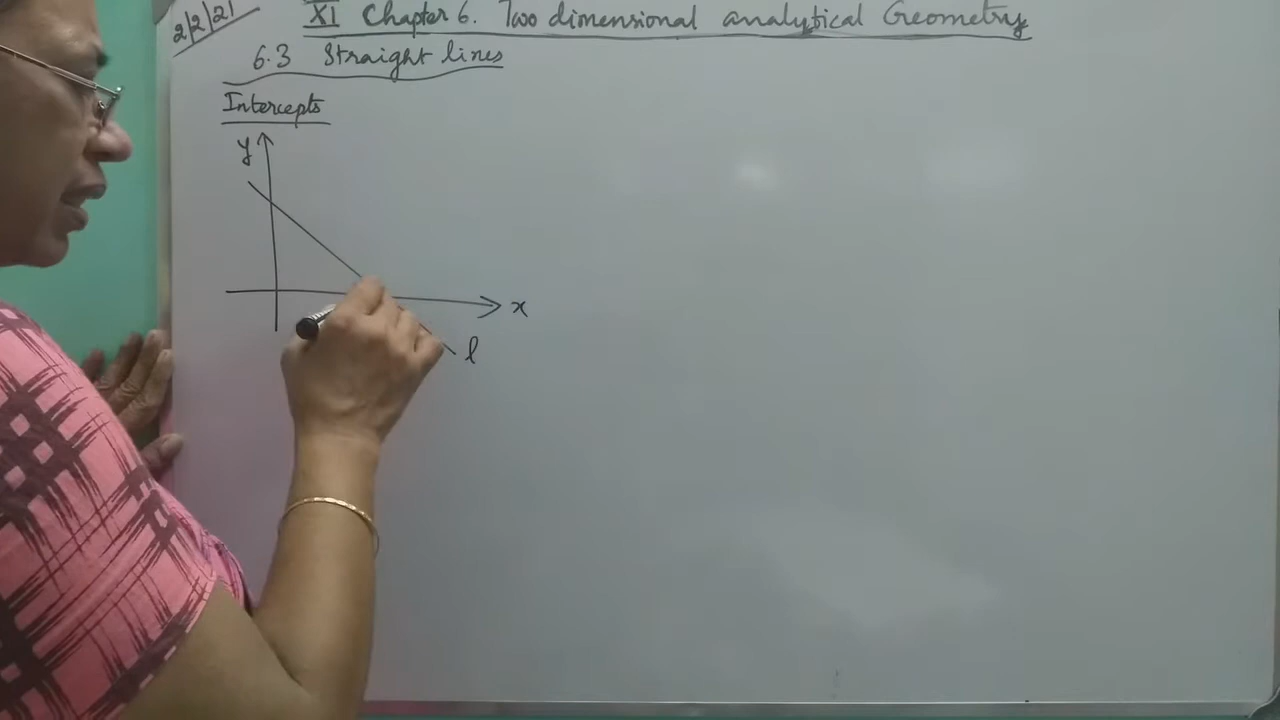 2/2/21
XI Chapter 6. Two dimensional analytical Geometry
6.3 Straight lines
Intercepts
y
x
l